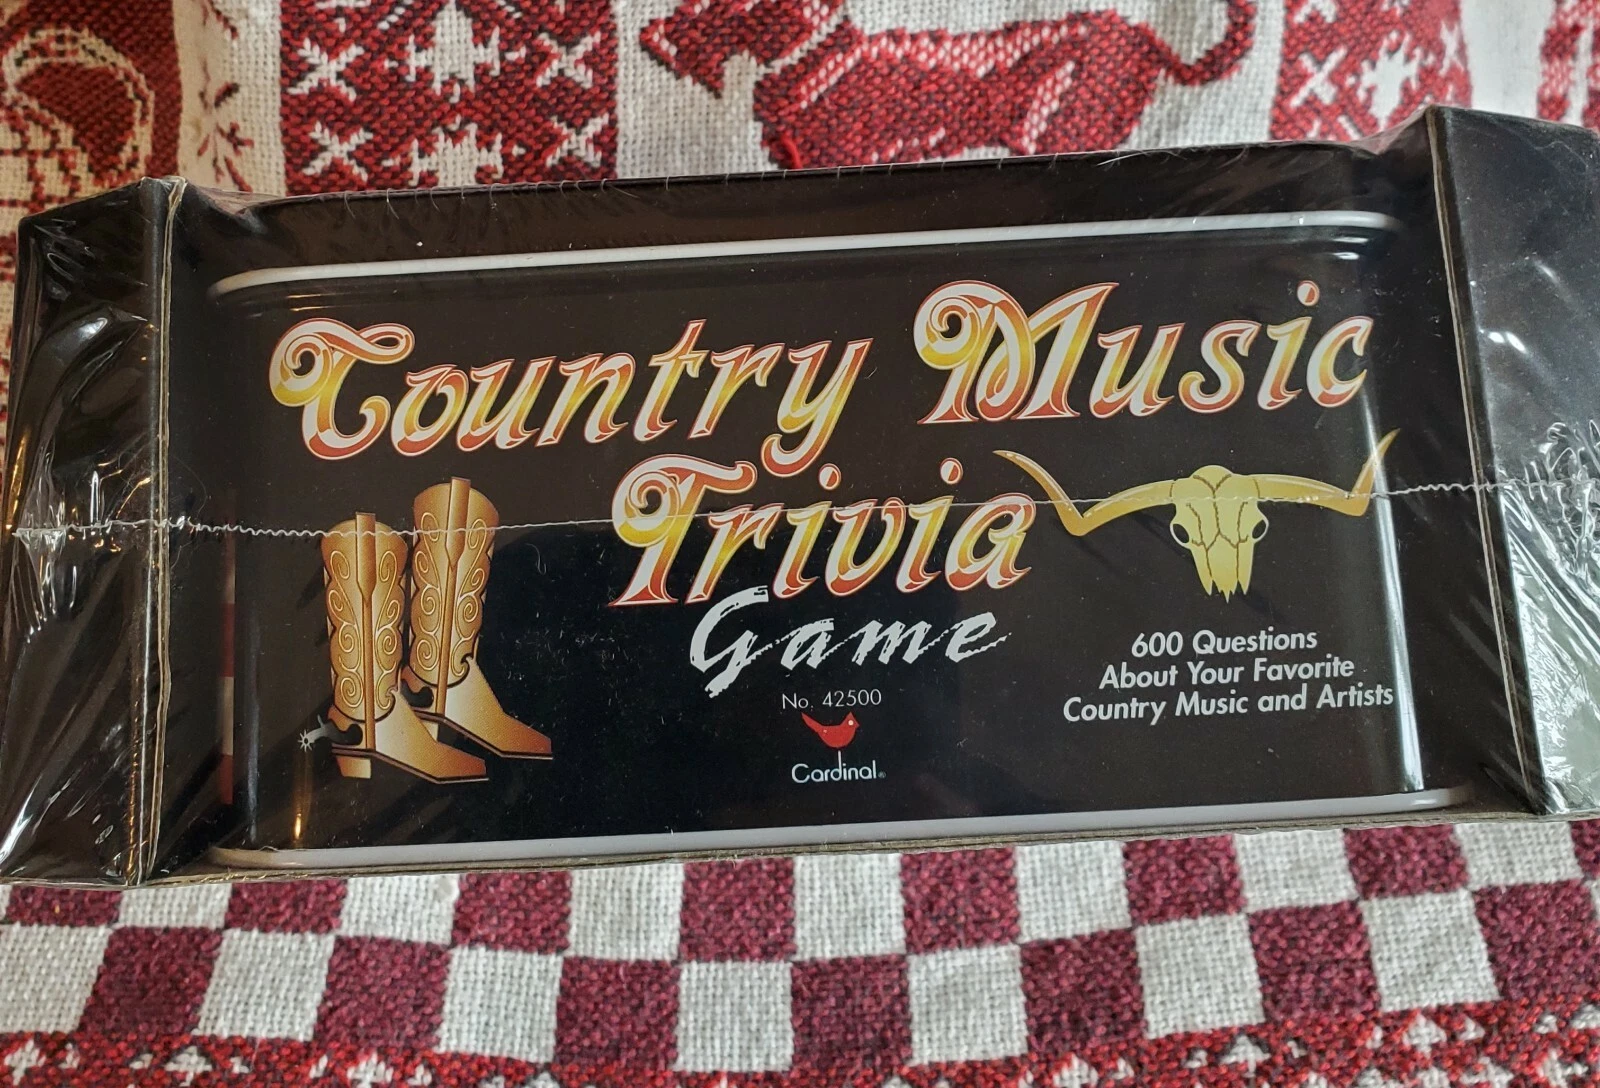 Country Music
Trivia
Game
No. 42500
Cardinal®
600 Questions
About Your Favorite
Country Music and Artists